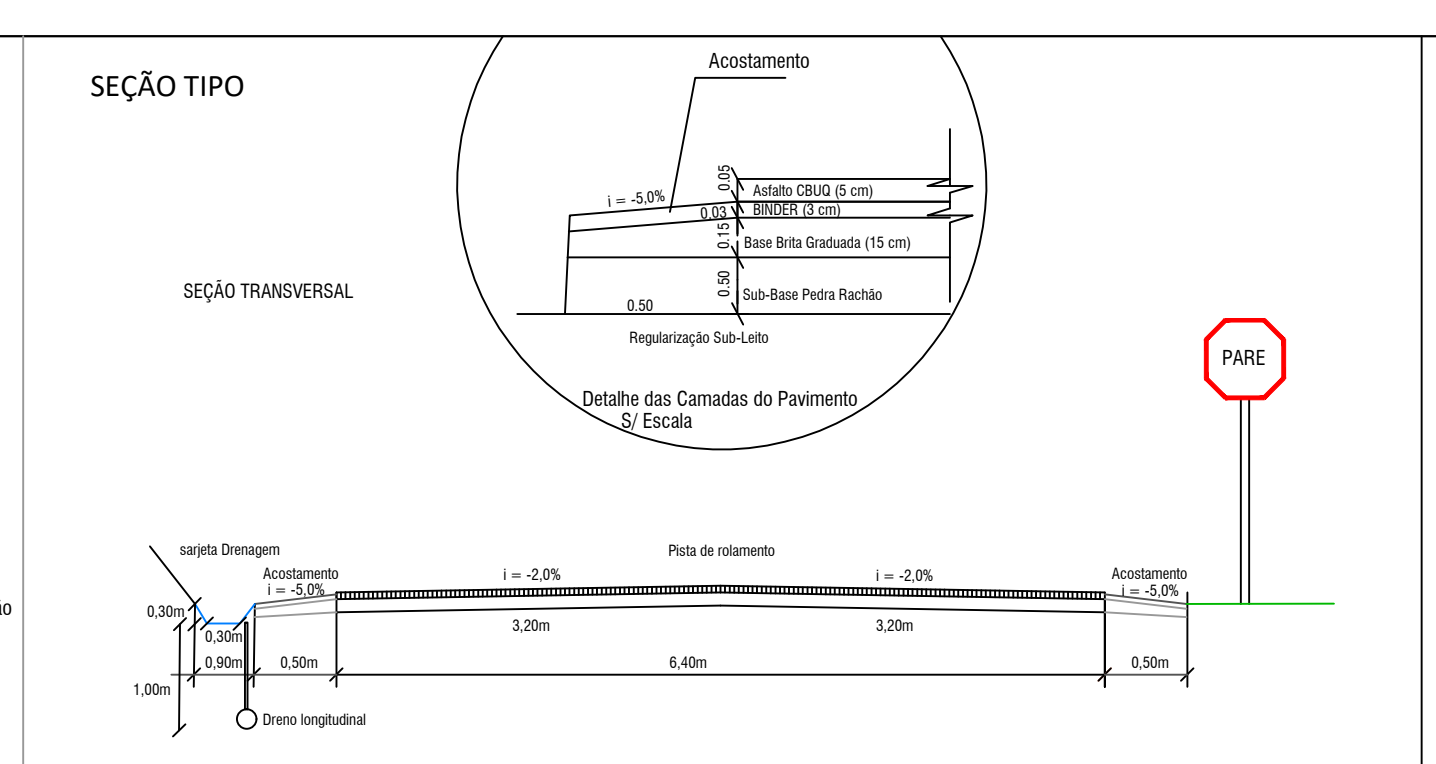 SEÇÃO TIPO
Acostamento
i = -5,0%
0.05
Asfalto CBUQ (5 cm)
0.03
BINDER (3 cm)
0.15
Base Brita Graduada (15 cm)
SEÇÃO TRANSVERSAL
0.50
Sub-Base Pedra Rachão
0.50
Regularização Sub-Leito
PARE
Detalhe das Camadas do Pavimento
S/ Escala
sarjeta Drenagem
Pista de rolamento
Acostamento
i = -5,0%
i = -2,0%
i = -2,0%
Acostamento
i = -5,0%
ão
0,30m
0,30m
3,20m
3,20m
0,90m
0,50m
6,40m
0,50m
1,00m
Dreno longitudinal